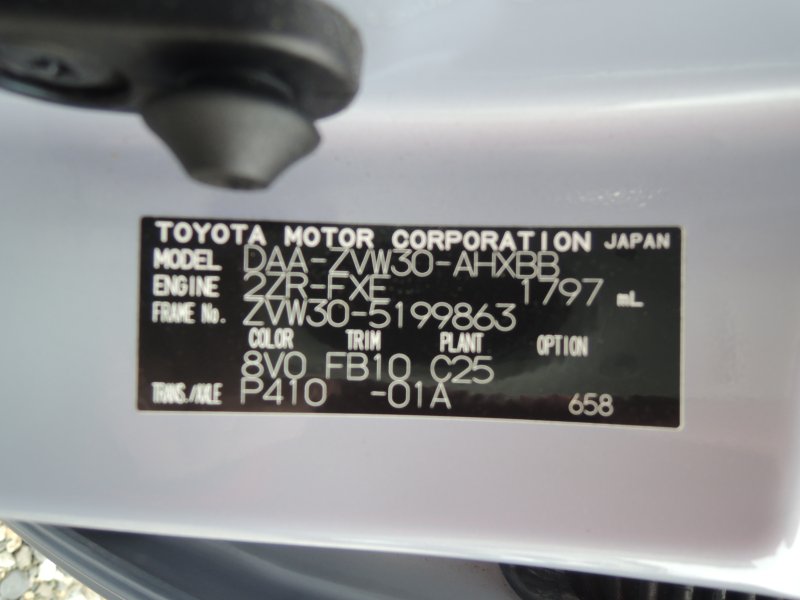 TOYOTA MOTOR CORPORATION JAPAN
MODEL DAA-ZVW30-AHXBB
ENGINE 2ZR-FXE 1797 mL
FRAME No. ZVW30-5199863
COLOR TRIM PLANT OPTION
8V0 FB10 C25
TRANS./AXLE P410 -01A 658